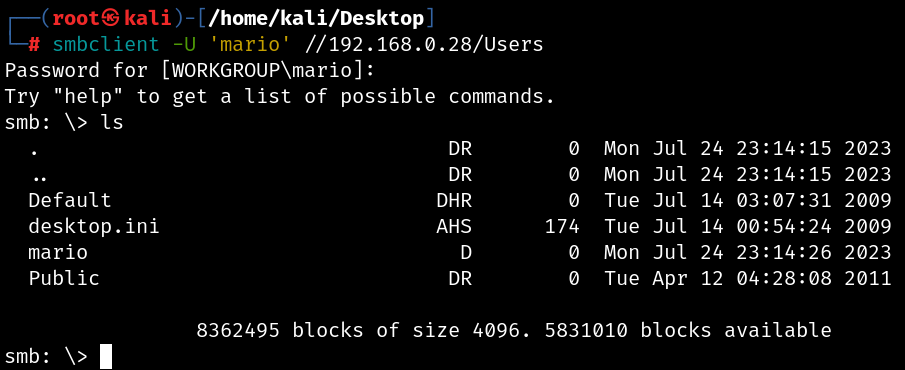 ┌──(root㉿kali)-[/home/kali/Desktop]
└─# smbclient -U 'mario' //192.168.0.28/Users
Password for [WORKGROUP\mario]:
Try "help" to get a list of possible commands.
smb: \> ls
  .                                  DR        0  Mon Jul 24 23:14:15 2023
  ..                                 DR        0  Mon Jul 24 23:14:15 2023
  Default                           DHR        0  Tue Jul 14 03:07:31 2009
  desktop.ini                       AHS      174  Tue Jul 14 00:54:24 2009
  mario                               D        0  Mon Jul 24 23:14:26 2023
  Public                             DR        0  Tue Apr 12 04:28:08 2011
                8362495 blocks of size 4096. 5831010 blocks available
smb: \>